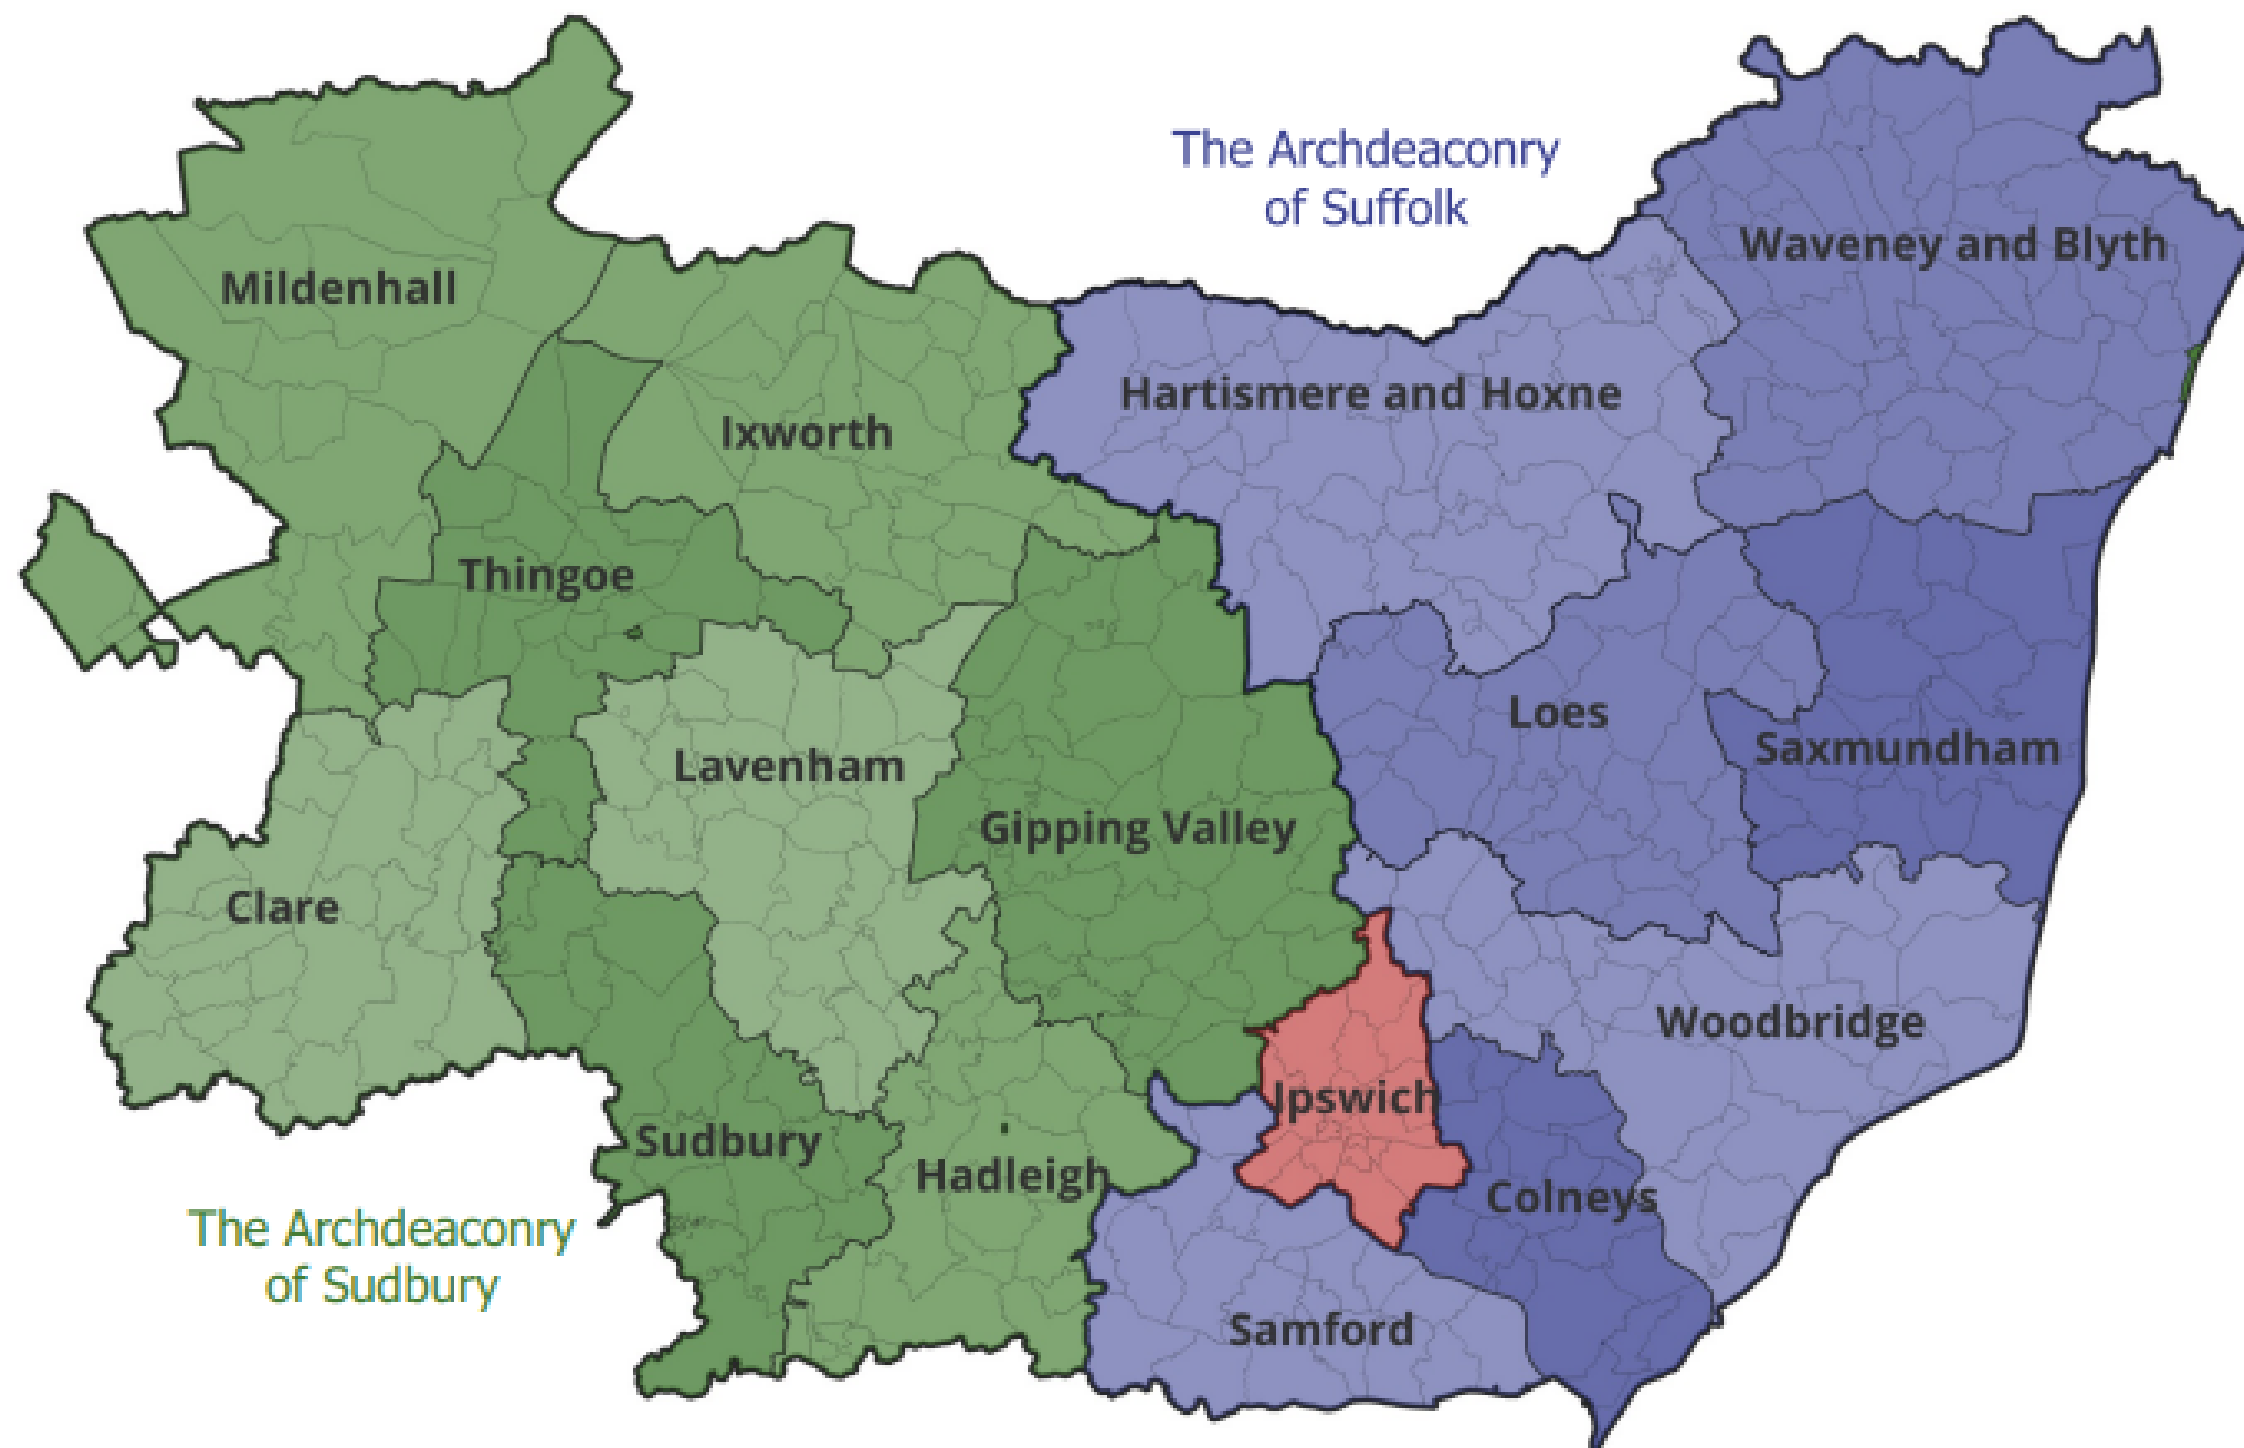 The Archdeaconry
of Suffolk
Waveney and Blyth
Mildenhall
Hartismere and Hoxne
Ixworth
Thingoe
Loes
Saxmundham
Lavenham
Gipping Valley
Clare
Woodbridge
Ipswich
Sudbury
Hadleigh
Colneys
The Archdeaconry
of Sudbury
Samford